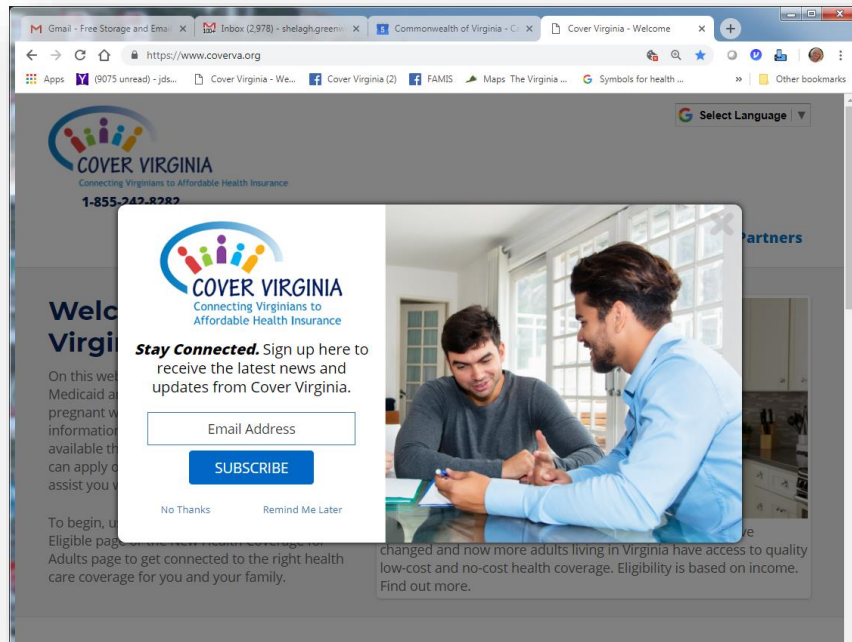 Gmail - Free Storage and Emai
Inbox (2,978) - shelagh.greenw
Commonwealth of Virginia - C
Cover Virginia - Welcome
https://www.coverva.org
Apps
(9075 unread) - jds...
Cover Virginia - We...
Cover Virginia (2)
FAMIS
Maps The Virginia ...
Symbols for health ...
»
Other bookmarks
COVER VIRGINIA
Connecting Virginians to Affordable Health Insurance
1-855-242-8282
Select Language
Partners
Welc
Virgi
On this web
Medicaid a
pregnant w
information
available th
can apply o
assist you w
To begin, u
Eligible page or the New Health Coverage for
Adults page to get connected to the right health
care coverage for you and your family.
COVER VIRGINIA
Connecting Virginians to
Affordable Health Insurance
Stay Connected. Sign up here to
receive the latest news and
updates from Cover Virginia.
Email Address
SUBSCRIBE
No Thanks
Remind Me Later
ve
changed and now more adults living in Virginia have access to quality
low-cost and no-cost health coverage. Eligibility is based on income.
Find out more.